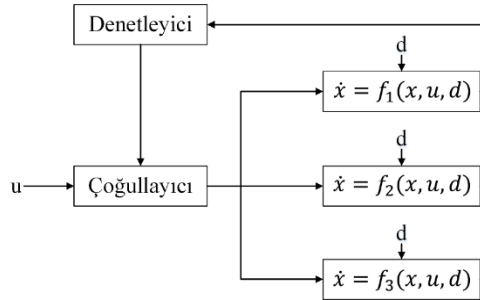 Denetleyici
d
ẋ = f₁(x, u, d)
d
u Çoğullayıcı ẋ = f₂(x, u, d)
d
ẋ = f₃(x, u, d)